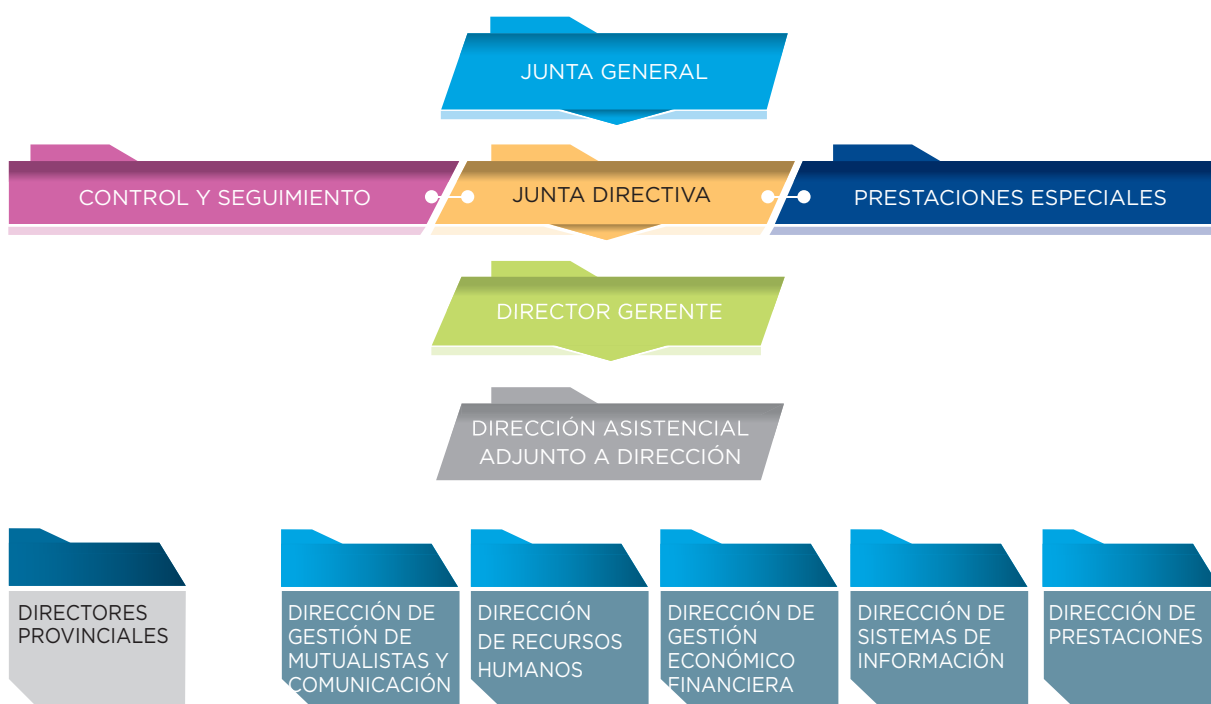 JUNTA GENERAL
CONTROL Y SEGUIMIENTO
JUNTA DIRECTIVA
PRESTACIONES ESPECIALES
DIRECTOR GERENTE
DIRECCIÓN ASISTENCIAL
ADJUNTO A DIRECCIÓN
DIRECTORES
PROVINCIALES
DIRECCIÓN DE
GESTIÓN DE
MUTUALISTAS Y
COMUNICACIÓN
DIRECCIÓN
DE RECURSOS
HUMANOS
DIRECCIÓN DE
GESTIÓN
ECONÓMICO
FINANCIERA
DIRECCIÓN DE
SISTEMAS DE
INFORMACIÓN
DIRECCIÓN DE
PRESTACIONES